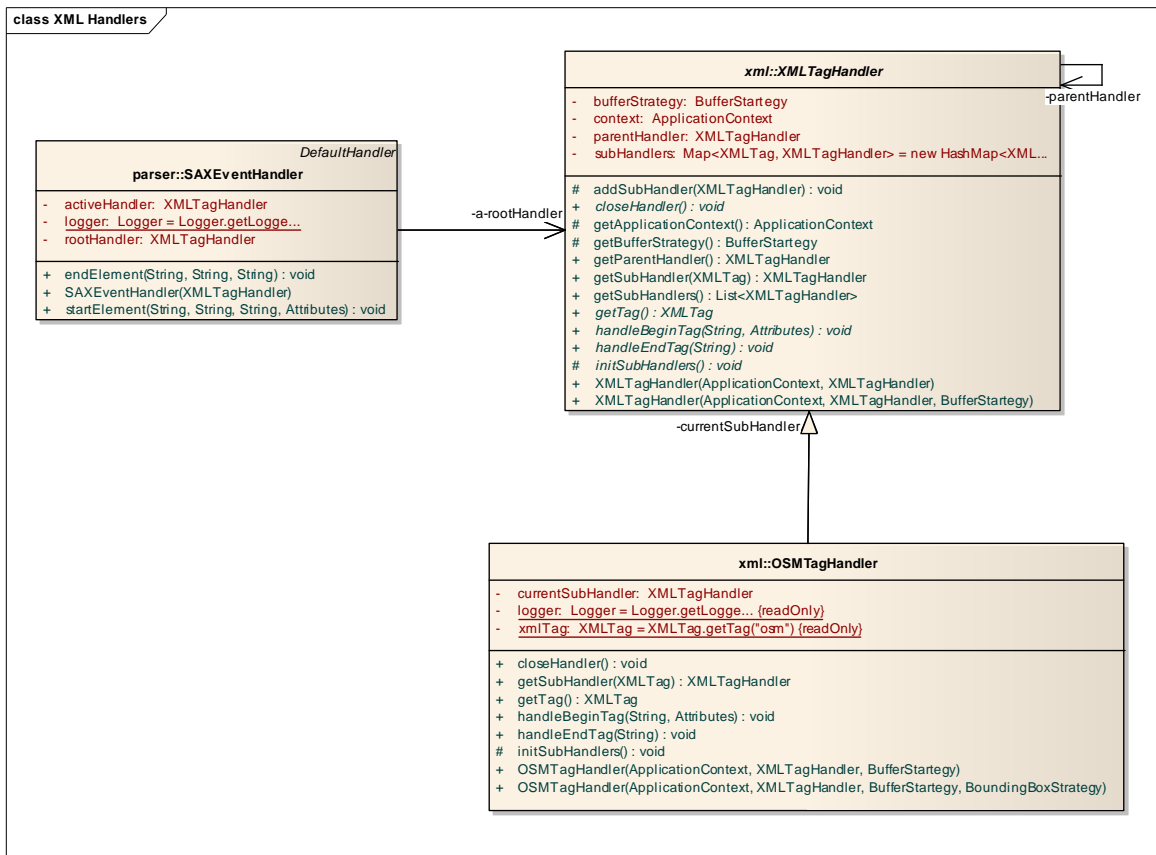 class XML Handlers
xml::XMLTagHandler
- bufferStrategy: BufferStartegy
- context: ApplicationContext
- parentHandler: XMLTagHandler
- subHandlers: Map<XMLTag, XMLTagHandler> = new HashMap<XML...
# addSubHandler(XMLTagHandler) : void
+ closeHandler() : void
# getApplicationContext() : ApplicationContext
# getBufferStrategy() : BufferStartegy
+ getParentHandler() : XMLTagHandler
+ getSubHandler(XMLTag) : XMLTagHandler
+ getSubHandlers() : List<XMLTagHandler>
+ getTag() : XMLTag
+ handleBeginTag(String, Attributes) : void
+ handleEndTag(String) : void
# initSubHandlers() : void
+ XMLTagHandler(ApplicationContext, XMLTagHandler)
+ XMLTagHandler(ApplicationContext, XMLTagHandler, BufferStartegy)
-parentHandler
DefaultHandler
parser::SAXEventHandler
- activeHandler: XMLTagHandler
- logger: Logger = Logger.getLogge...
- rootHandler: XMLTagHandler
+ endElement(String, String, String) : void
+ SAXEventHandler(XMLTagHandler)
+ startElement(String, String, String, Attributes) : void
-a-rootHandler
-currentSubHandler
xml::OSMTagHandler
- currentSubHandler: XMLTagHandler
- logger: Logger = Logger.getLogge... {readOnly}
- xmlTag: XMLTag = XMLTag.getTag("osm") {readOnly}
+ closeHandler() : void
+ getSubHandler(XMLTag) : XMLTagHandler
+ getTag() : XMLTag
+ handleBeginTag(String, Attributes) : void
+ handleEndTag(String) : void
# initSubHandlers() : void
+ OSMTagHandler(ApplicationContext, XMLTagHandler, BufferStartegy)
+ OSMTagHandler(ApplicationContext, XMLTagHandler, BufferStartegy, BoundingBoxStrategy)